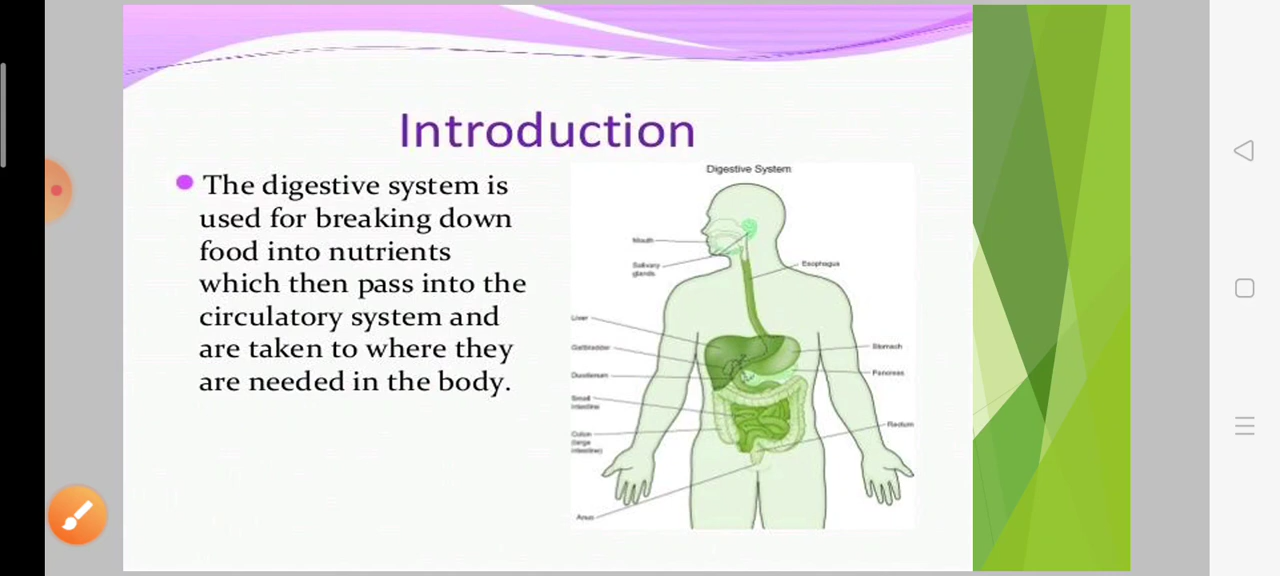 Introduction
The digestive system is
used for breaking down
food into nutrients
which then pass into the
circulatory system and
are taken to where they
are needed in the body.
Digestive System
Mouth
Salivary
glands
Esophagus
Liver
Gallbladder
Duodenum
Small
intestine
Colon
(large
intestine)
Anus
Stomach
Pancreas
Rectum